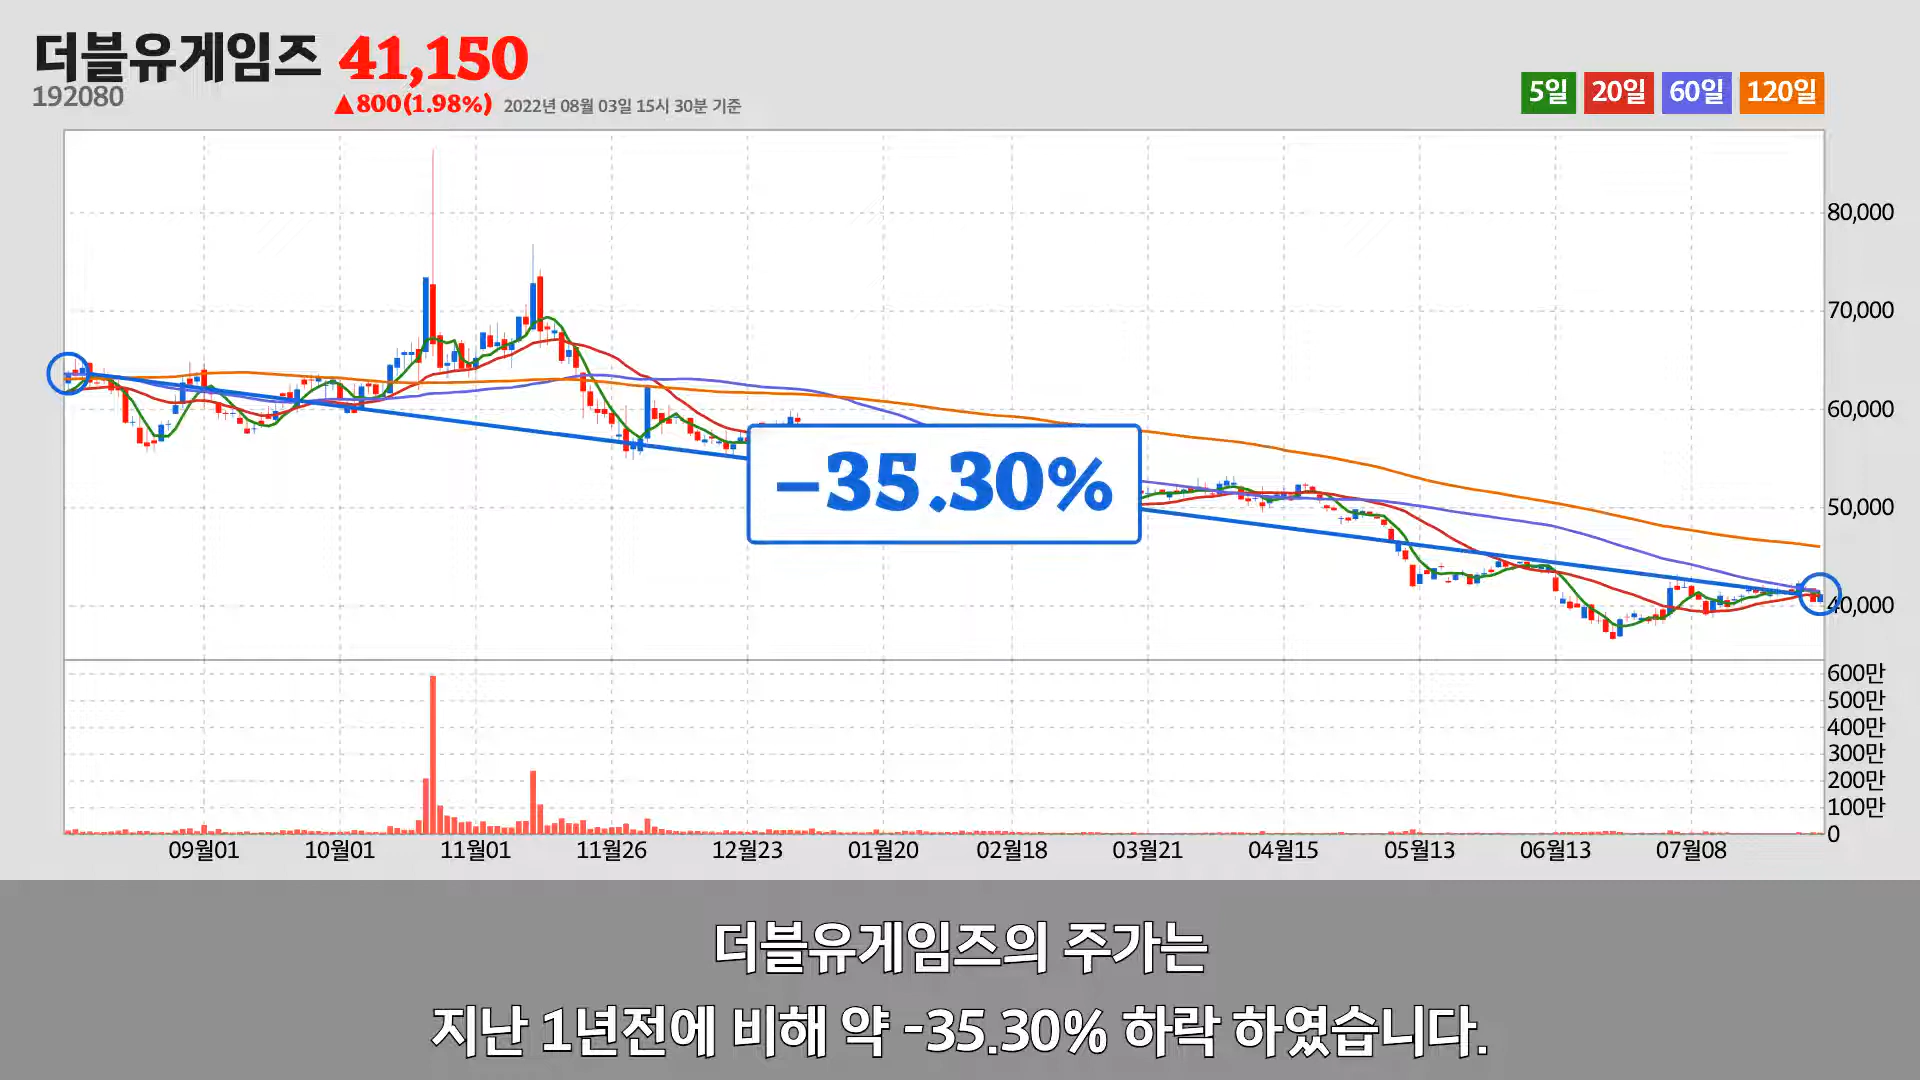 더블유게임즈 41,150
192080
▲800(1.98%) 2022년 08월 03일 15시 30분 기준
5일 20일 60일 120일
80,000
70,000
60,000
50,000
40,000
-35.30%
600만
500만
400만
300만
200만
100만
0
09월01 10월01 11월01 11월26 12월23 01월20 02월18 03월21 04월15 05월13 06월13 07월08
더블유게임즈의 주가는
지난 1년전에 비해 약 -35.30% 하락 하였습니다.